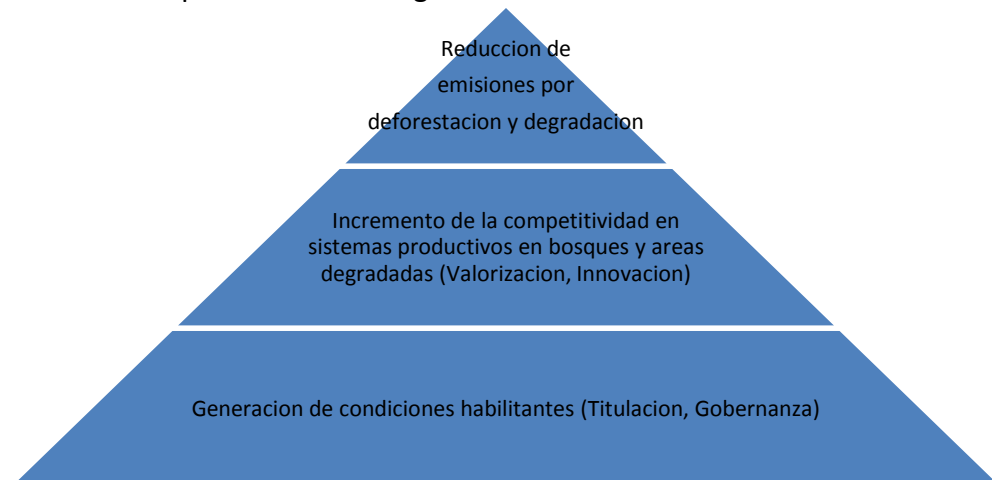 Reduccion de
emisiones por
deforestacion y degradacion
Incremento de la competitividad en
sistemas productivos en bosques y areas
degradadas (Valorizacion, Innovacion)
Generacion de condiciones habilitantes (Titulacion, Gobernanza)